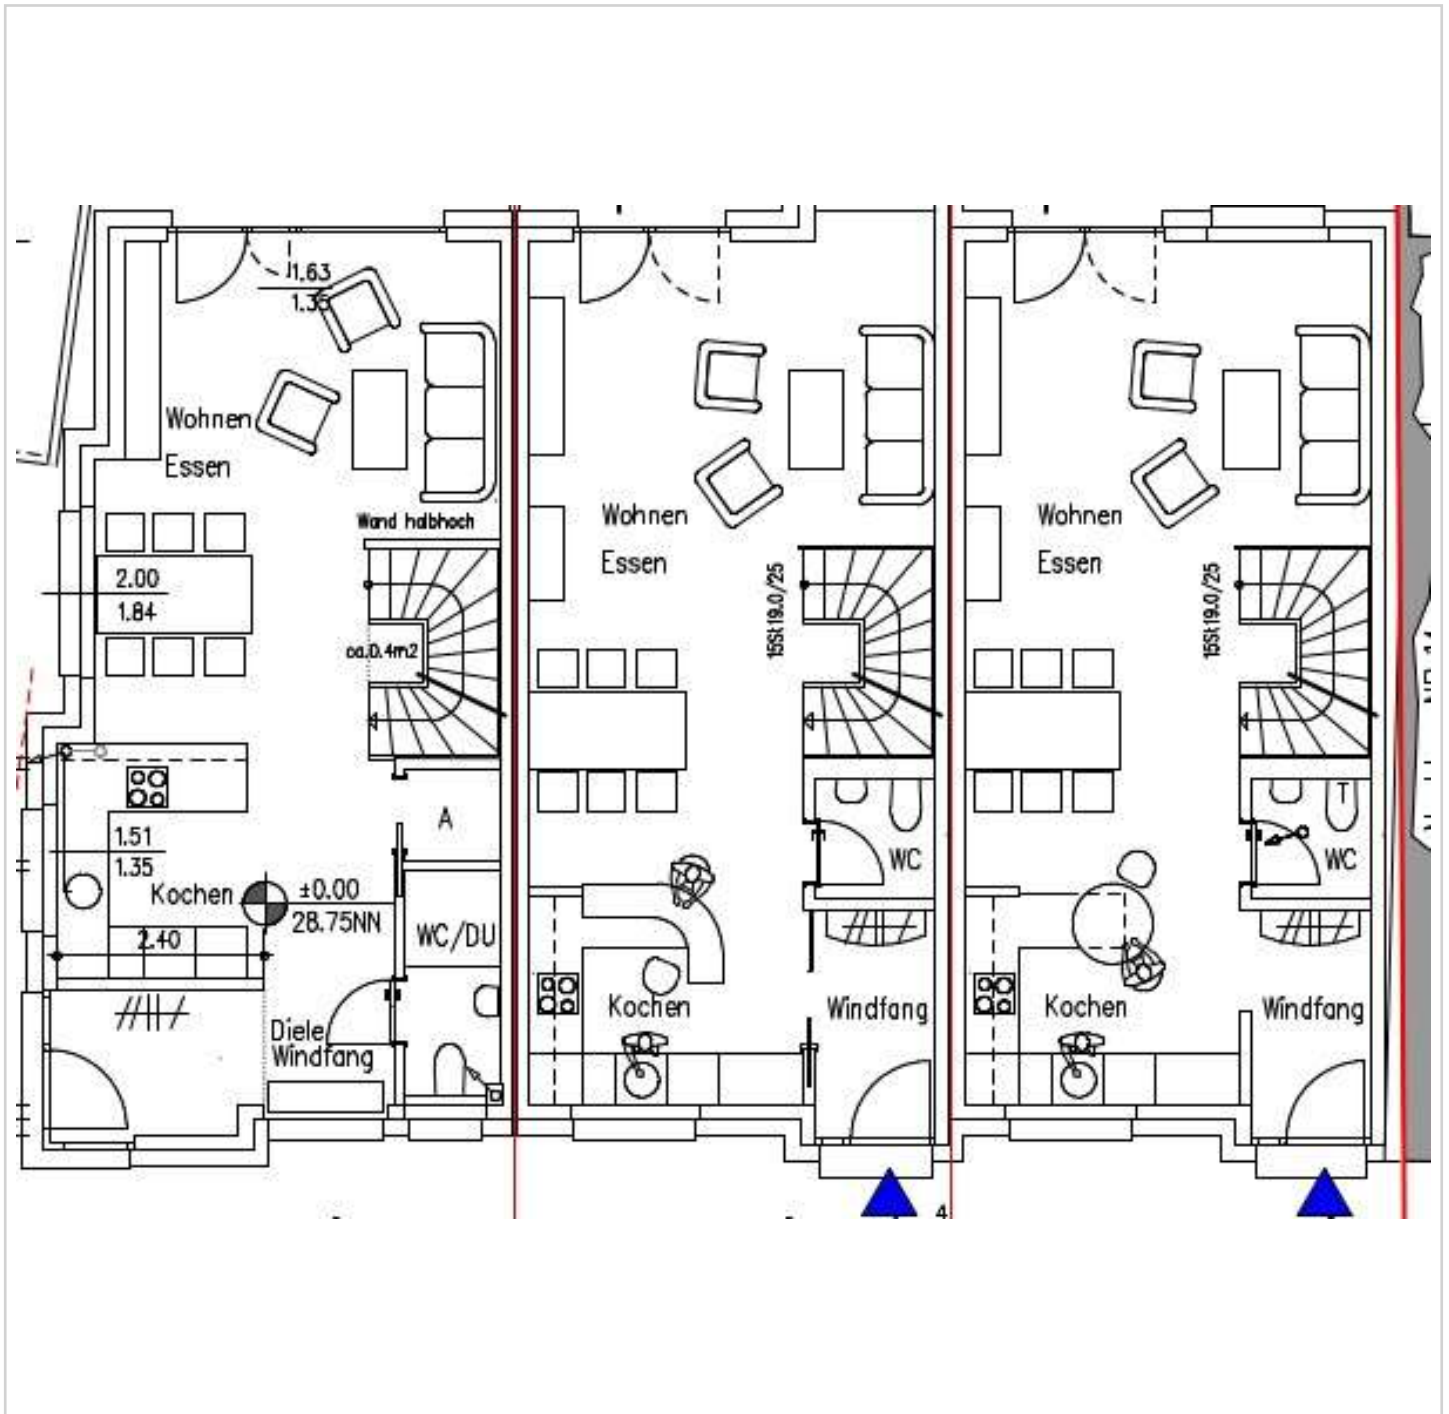 1.63
1.35
Wohnen
Essen
Wand halbhoch
2.00
1.84
ca.0.4m2
A
1.51
1.35
Kochen
±0.00
28.75NN
2.40
WC/DU
Diele
Windfang
Wohnen
Essen
15St19.0/25
WC
Kochen
Windfang
4
Wohnen
Essen
15St19.0/25
T
WC
Kochen
Windfang